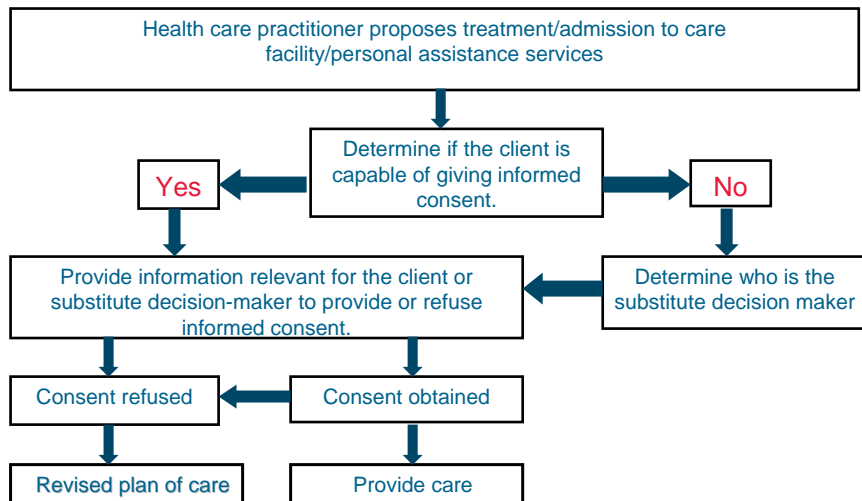 Health care practitioner proposes treatment/admission to care
facility/personal assistance services
Determine if the client is
capable of giving informed
consent.
Yes
No
Provide information relevant for the client or
substitute decision-maker to provide or refuse
informed consent.
Determine who is the
substitute decision maker
Consent refused
Consent obtained
Revised plan of care
Provide care